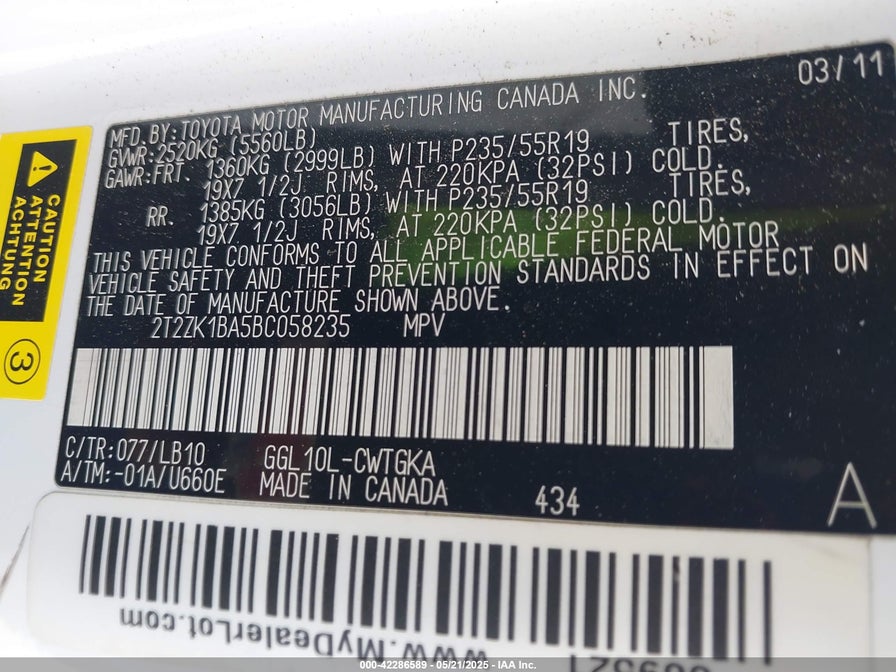 03/11
MFD.BY:TOYOTA MOTOR MANUFACTURING CANADA INC.
GVWR:2520KG (5560LB)
GAWR:FRT. 1360KG (2999LB) WITH P235/55R19 TIRES,
19X7 1/2J RIMS, AT 220KPA (32PSI) COLD.
RR. 1385KG (3056LB) WITH P235/55R19 TIRES,
19X7 1/2J RIMS, AT 220KPA (32PSI) COLD.
THIS VEHICLE CONFORMS TO ALL APPLICABLE FEDERAL MOTOR
VEHICLE SAFETY AND THEFT PREVENTION STANDARDS IN EFFECT ON
THE DATE OF MANUFACTURE SHOWN ABOVE.
2T2ZK1BA5BC058235 MPV
C/TR:077/LB10 GGL10L-CWTGKA
A/TM:-01A/U660E MADE IN CANADA 434
A
CAUTION
ATTENTION
ACHTUNG
3
www.MyDealerLot.com
000-42286589 - 05/21/2025 - IAA Inc.